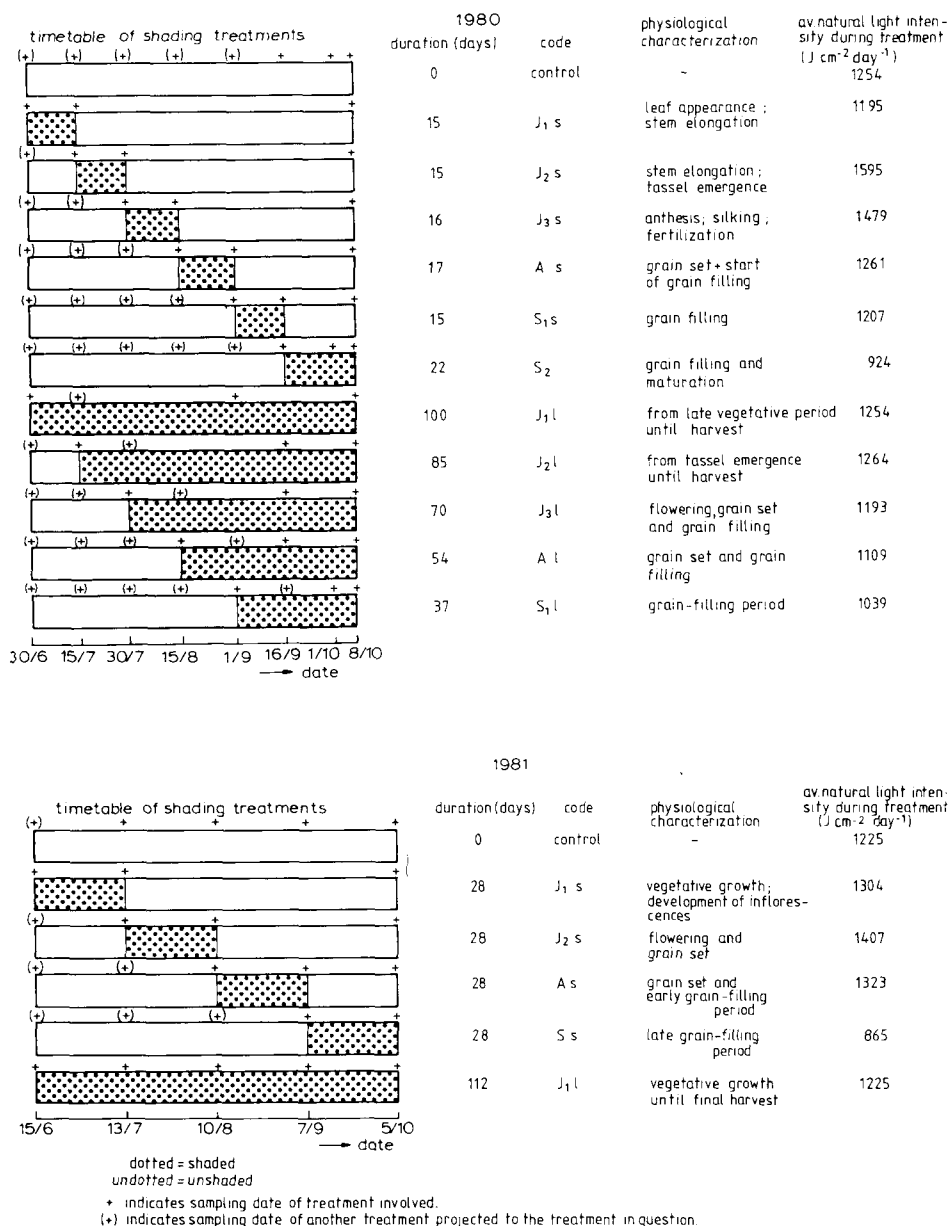 1980
timetable of shading treatments
duration (days) code physiological characterization av. natural light inten-sity during treatment (J cm-2 day-1)
(+) (+) (+) (+) (+) + + +
0 control - 1254
+ + +
15 J1 s leaf appearance; stem elongation 1195
(+) + + +
15 J2 s stem elongation; tassel emergence 1595
(+) (+) + + +
16 J3 s anthesis; silking; fertilization 1479
(+) (+) (+) + + +
17 A s grain set + start of grain filling 1261
(+) (+) (+) (+) + + +
15 S1 s grain filling 1207
(+) (+) (+) (+) (+) + + +
22 S2 grain filling and maturation 924
+ (+) + +
100 J1 l from late vegetative period until harvest 1254
(+) + (+) + +
85 J2 l from tassel emergence until harvest 1264
(+) (+) + (+) + +
70 J3 l flowering, grain set and grain filling 1193
(+) (+) (+) + (+) + +
54 A l grain set and grain filling 1109
(+) (+) (+) (+) + (+) + +
37 S1 l grain-filling period 1039
30/6 15/7 30/7 15/8 1/9 16/9 1/10 8/10
→ date
1981
timetable of shading treatments
duration (days) code physiological characterization av. natural light inten-sity during treatment (J cm-2 day-1)
(+) + + + +
0 control - 1225
+ + +
28 J1 s vegetative growth; development of inflores-cences 1304
(+) + + +
28 J2 s flowering and grain set 1407
(+) (+) + + +
28 A s grain set and early grain-filling period 1323
(+) (+) (+) + +
28 S s late grain-filling period 865
+ + + + +
112 J1 l vegetative growth until final harvest 1225
15/6 13/7 10/8 7/9 5/10
→ date
dotted = shaded
undotted = unshaded
+ indicates sampling date of treatment involved.
(+) indicates sampling date of another treatment projected to the treatment in question.